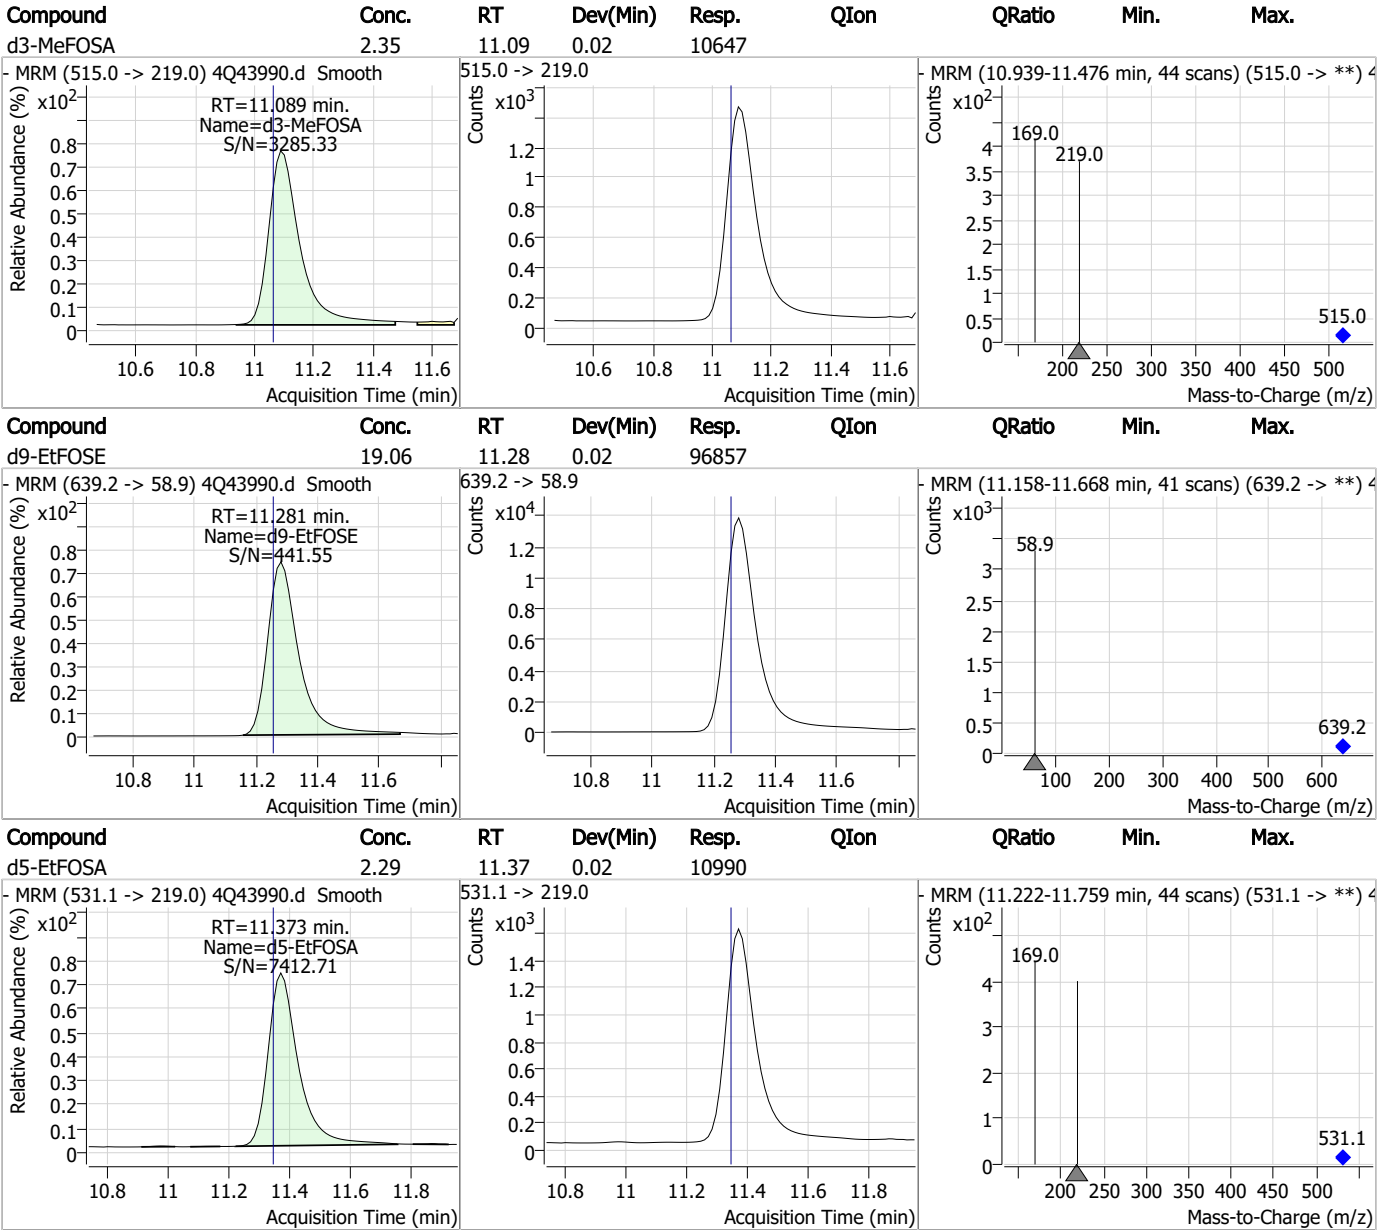 Compound Conc. RT Dev(Min) Resp. QIon QRatio Min. Max.
d3-MeFOSA 2.35 11.09 0.02 10647
- MRM (515.0 -> 219.0) 4Q43990.d Smooth
Relative Abundance (%)
x10²
RT=11.089 min.
Name=d3-MeFOSA
S/N=3285.33
0.8
0.7
0.6
0.5
0.4
0.3
0.2
0.1
0
10.6 10.8 11 11.2 11.4 11.6
Acquisition Time (min)
515.0 -> 219.0
Counts
x10³
1.2
1
0.8
0.6
0.4
0.2
0
10.6 10.8 11 11.2 11.4 11.6
Acquisition Time (min)
- MRM (10.939-11.476 min, 44 scans) (515.0 -> **) 4
Counts
x10²
169.0
219.0
4
3.5
3
2.5
2
1.5
1
0.5
0
515.0
200 250 300 350 400 450 500
Mass-to-Charge (m/z)
Compound Conc. RT Dev(Min) Resp. QIon QRatio Min. Max.
d9-EtFOSE 19.06 11.28 0.02 96857
- MRM (639.2 -> 58.9) 4Q43990.d Smooth
Relative Abundance (%)
x10²
RT=11.281 min.
Name=d9-EtFOSE
S/N=441.55
0.8
0.7
0.6
0.5
0.4
0.3
0.2
0.1
0
10.8 11 11.2 11.4 11.6
Acquisition Time (min)
639.2 -> 58.9
Counts
x10⁴
1.2
1
0.8
0.6
0.4
0.2
0
10.8 11 11.2 11.4 11.6
Acquisition Time (min)
- MRM (11.158-11.668 min, 41 scans) (639.2 -> **) 4
Counts
x10³
58.9
3
2.5
2
1.5
1
0.5
0
639.2
100 200 300 400 500 600
Mass-to-Charge (m/z)
Compound Conc. RT Dev(Min) Resp. QIon QRatio Min. Max.
d5-EtFOSA 2.29 11.37 0.02 10990
- MRM (531.1 -> 219.0) 4Q43990.d Smooth
Relative Abundance (%)
x10²
RT=11.373 min.
Name=d5-EtFOSA
S/N=7412.71
0.8
0.7
0.6
0.5
0.4
0.3
0.2
0.1
0
10.8 11 11.2 11.4 11.6 11.8
Acquisition Time (min)
531.1 -> 219.0
Counts
x10³
1.4
1.2
1
0.8
0.6
0.4
0.2
0
10.8 11 11.2 11.4 11.6 11.8
Acquisition Time (min)
- MRM (11.222-11.759 min, 44 scans) (531.1 -> **) 4
Counts
x10²
169.0
4
3
2
1
0
531.1
200 250 300 350 400 450 500
Mass-to-Charge (m/z)